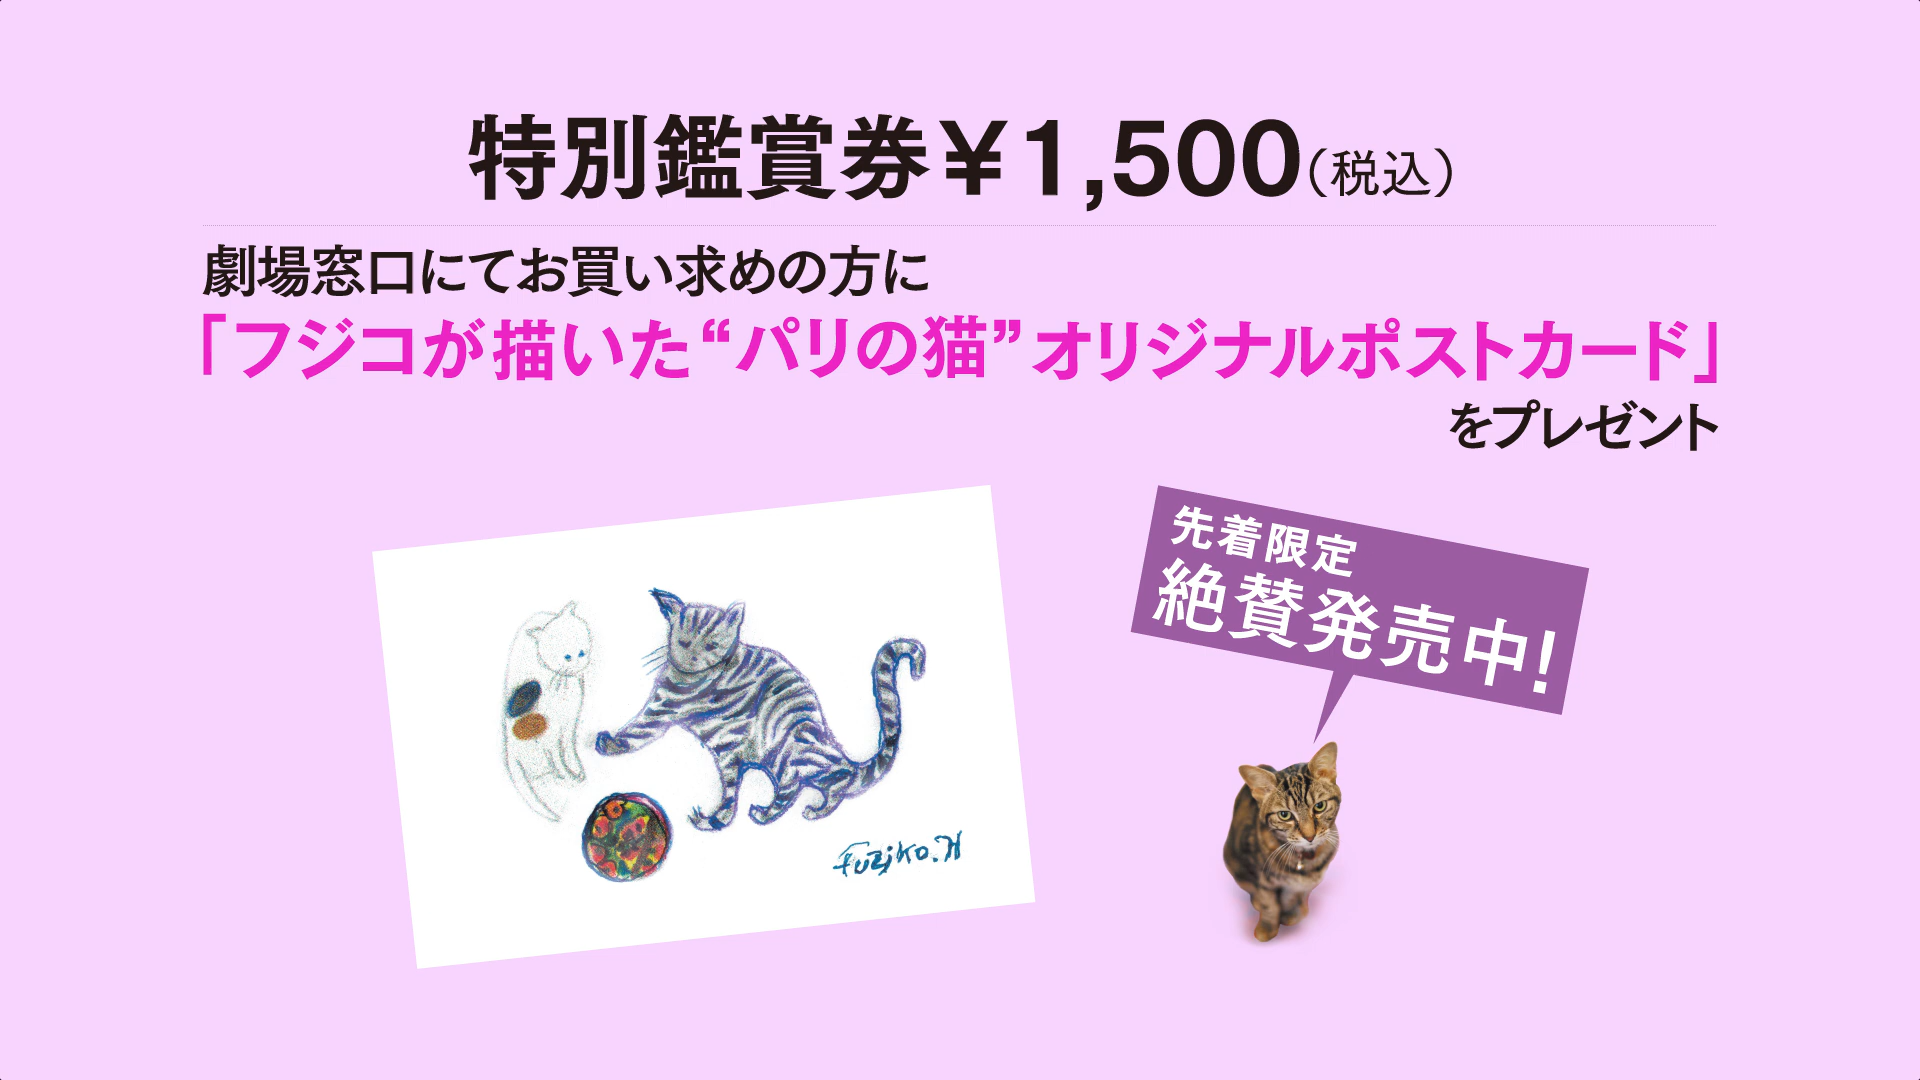 特別鑑賞券￥1,500（税込）
劇場窓口にてお買い求めの方に
「フジコが描いた“パリの猫”オリジナルポストカード」
をプレゼント
先着限定
絶賛発売中!
Fuziko.H